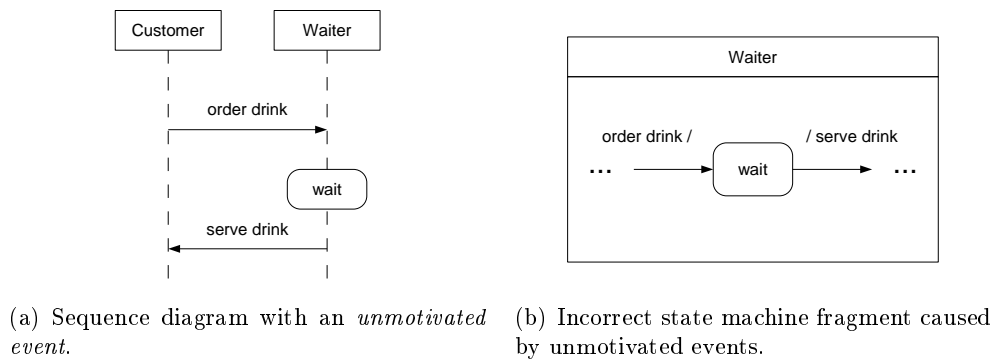 Customer
Waiter
order drink
wait
serve drink
(a) Sequence diagram with an unmotivated
event.
Waiter
order drink /
/ serve drink
...
wait
...
(b) Incorrect state machine fragment caused
by unmotivated events.